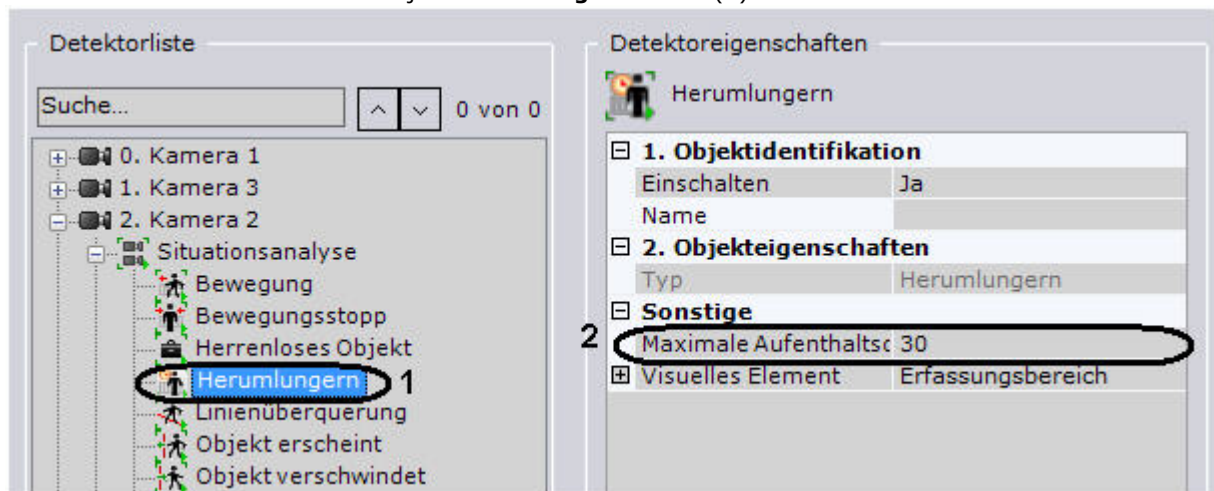 Detektorliste
Suche...
0 von 0
0. Kamera 1
1. Kamera 3
2. Kamera 2
Situationsanalyse
Bewegung
Bewegungsstopp
Herrenloses Objekt
Herumlungern 1
Linienüberquerung
Objekt erscheint
Objekt verschwindet
Detektoreigenschaften
Herumlungern
1. Objektidentifikation
Einschalten Ja
Name
2. Objekteigenschaften
Typ Herumlungern
Sonstige
2 Maximale Aufenthaltsc 30
Visuelles Element Erfassungsbereich